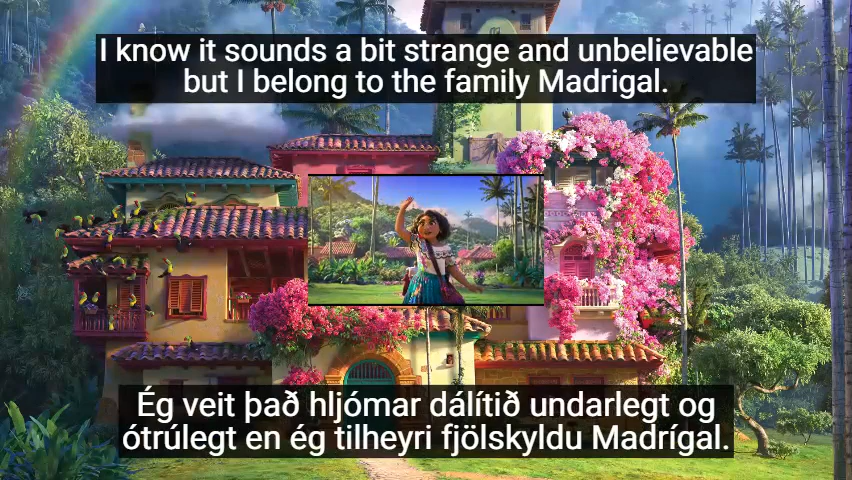 I know it sounds a bit strange and unbelievable
but I belong to the family Madrigal.
Ég veit það hljómar dálítið undarlegt og
ótrúlegt en ég tilheyri fjölskyldu Madrígal.